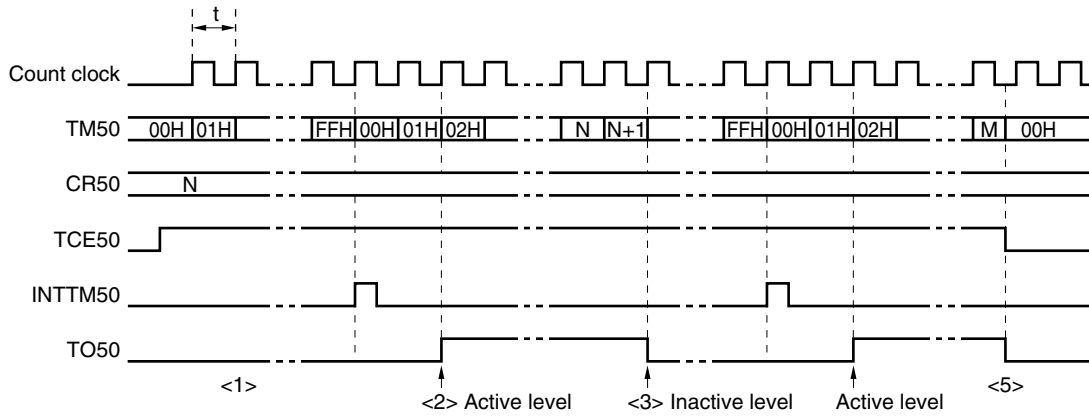 t
Count clock
TM50 00H 01H FFH 00H 01H 02H N N+1 FFH 00H 01H 02H M 00H
CR50 N
TCE50
INTTM50
TO50
<1> <2> Active level <3> Inactive level Active level <5>